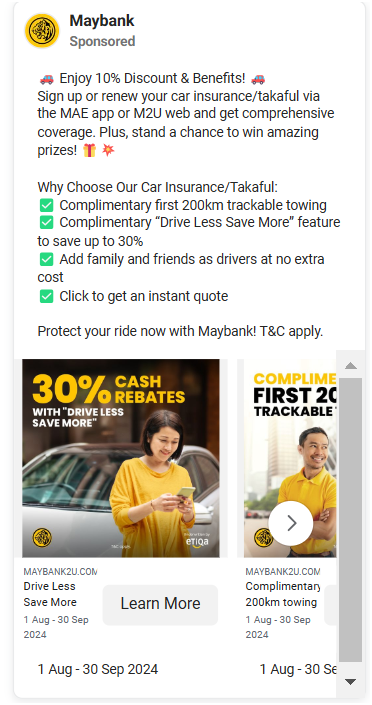 Maybank
Sponsored
🚗 Enjoy 10% Discount & Benefits! 🚗
Sign up or renew your car insurance/takaful via
the MAE app or M2U web and get comprehensive
coverage. Plus, stand a chance to win amazing
prizes! 🎁 💥
Why Choose Our Car Insurance/Takaful:
✅ Complimentary first 200km trackable towing
✅ Complimentary “Drive Less Save More” feature
to save up to 30%
✅ Add family and friends as drivers at no extra
cost
✅ Click to get an instant quote
Protect your ride now with Maybank! T&C apply.
30% CASH REBATES
WITH "DRIVE LESS
SAVE MORE"
T&C apply.
etiqa
COMPLIME
FIRST 20
TRACKABLE
MAYBANK2U.COM
Drive Less
Save More
1 Aug - 30 Sep
2024
Learn More
MAYBANK2U.COM
Complimentary
200km towing
1 Aug - 30 Sep
2024
1 Aug - 30 Sep 2024
1 Aug - 30 Se